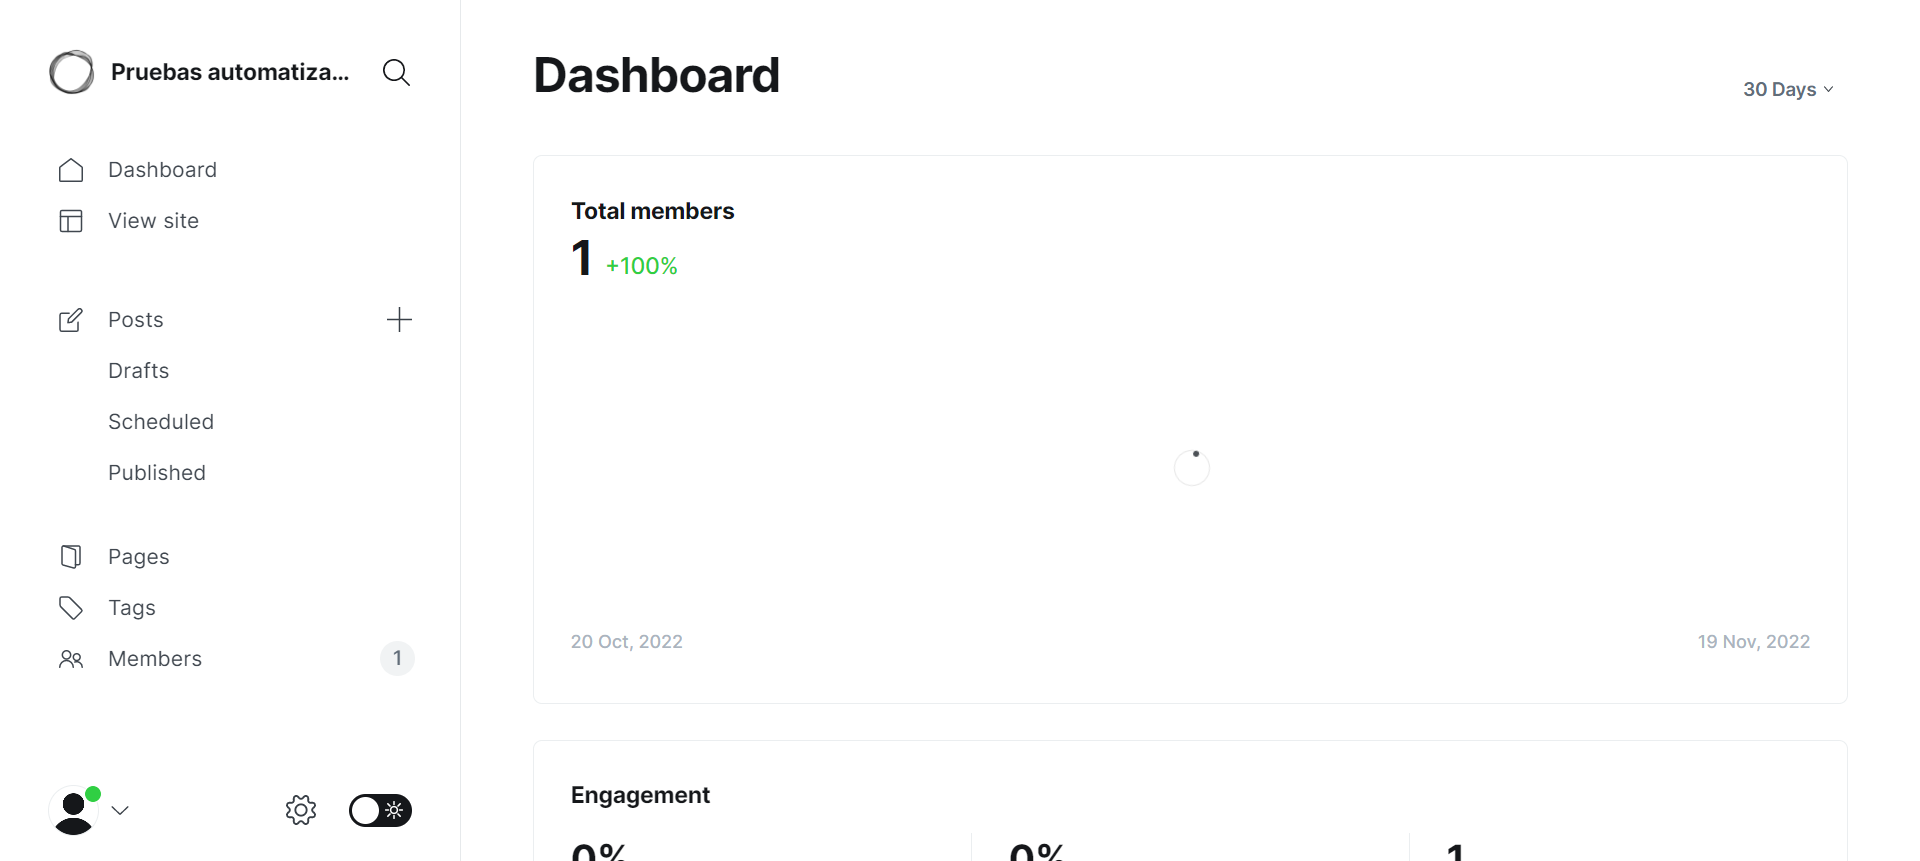 Pruebas automatiza...
Dashboard
View site
Posts
Drafts
Scheduled
Published
Pages
Tags
Members
1
Dashboard
30 Days
Total members
1 +100%
20 Oct, 2022
19 Nov, 2022
Engagement
0%
0%
1